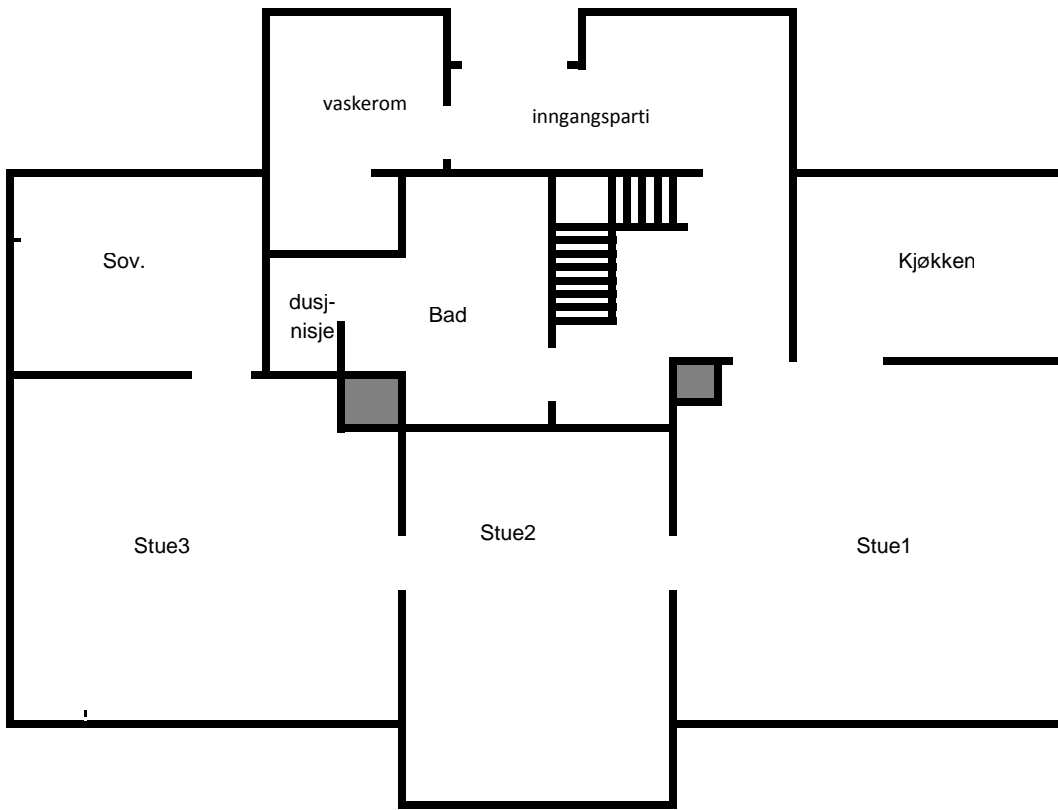 vaskerom
inngangsparti
Sov.
Kjøkken
dusj-
nisje
Bad
Stue3
Stue2
Stue1